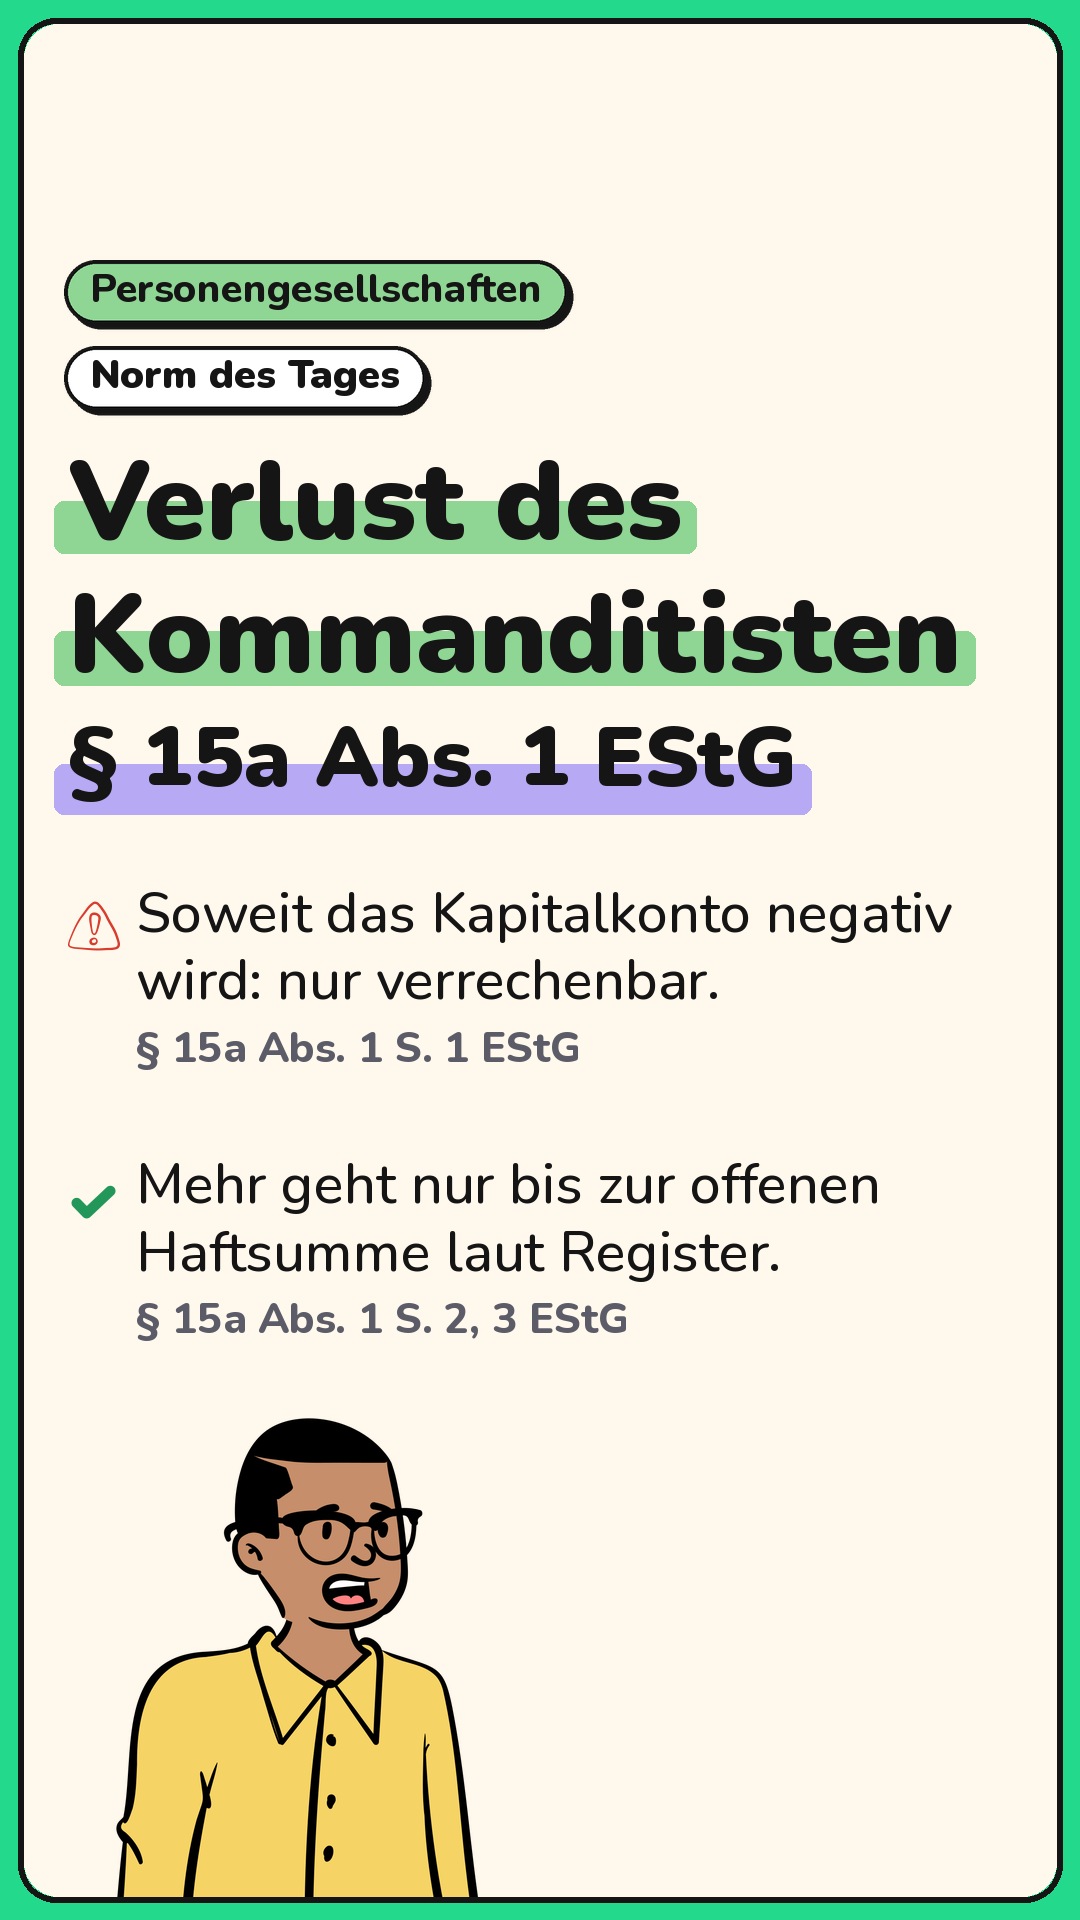 Personengesellschaften
Norm des Tages
Verlust des
Kommanditisten
§ 15a Abs. 1 EStG
Soweit das Kapitalkonto negativ
wird: nur verrechenbar.
§ 15a Abs. 1 S. 1 EStG
Mehr geht nur bis zur offenen
Haftsumme laut Register.
§ 15a Abs. 1 S. 2, 3 EStG